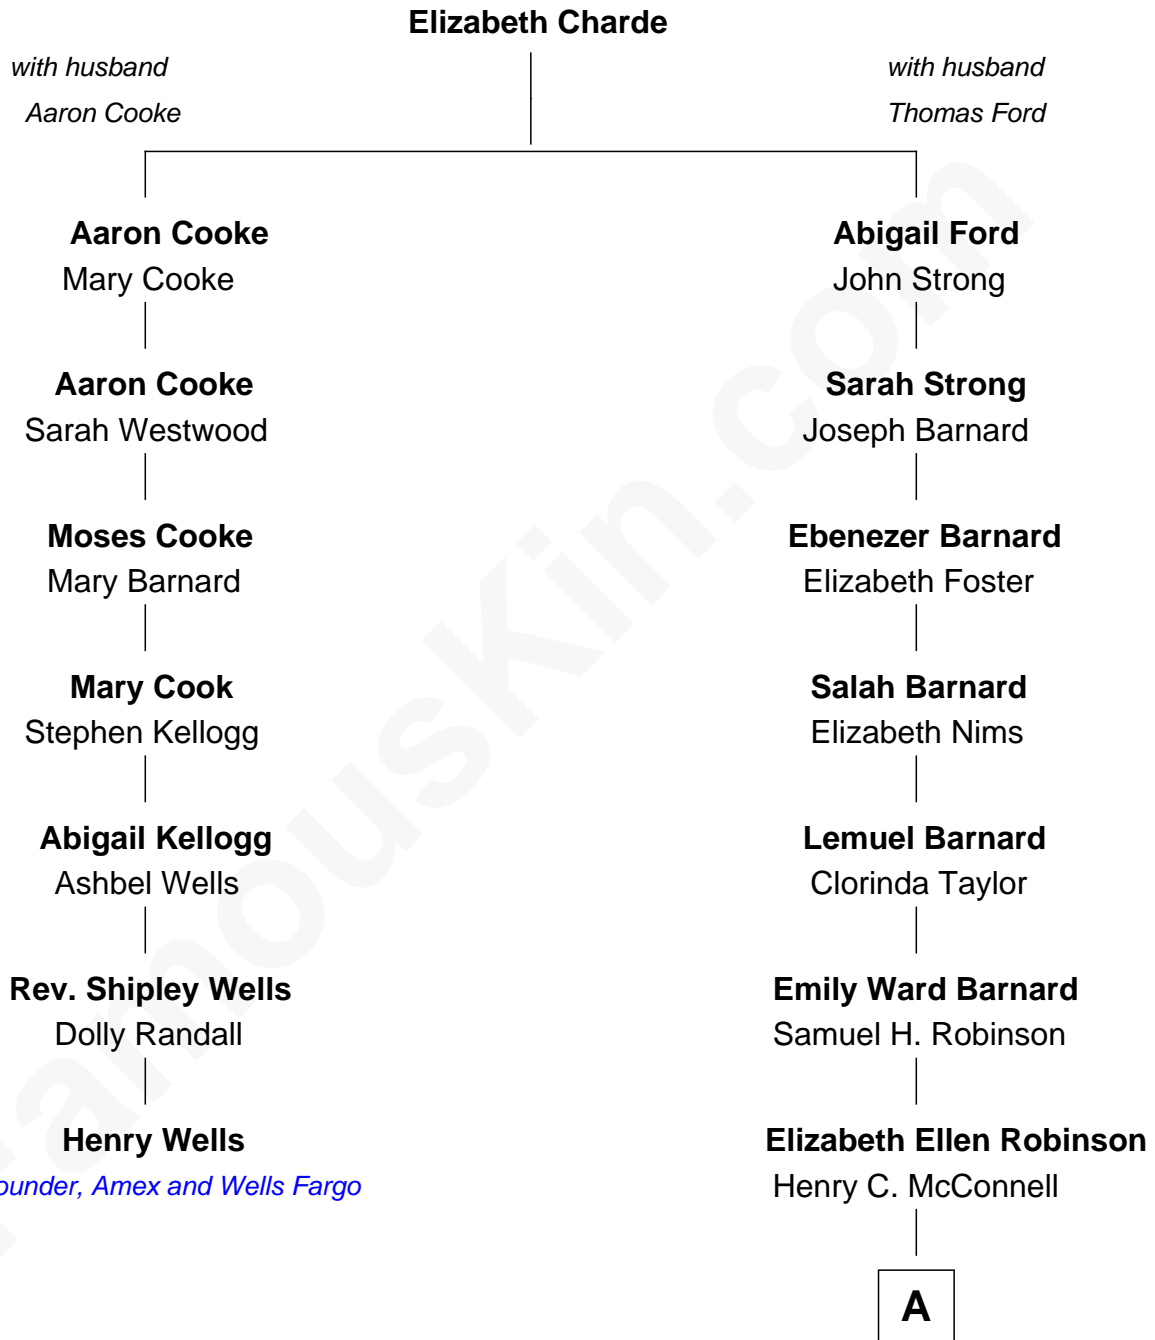 Elizabeth Charde
with husband
Aaron Cooke
with husband
Thomas Ford
Aaron Cooke
Mary Cooke
Abigail Ford
John Strong
Aaron Cooke
Sarah Westwood
Sarah Strong
Joseph Barnard
Moses Cooke
Mary Barnard
Ebenezer Barnard
Elizabeth Foster
Mary Cook
Stephen Kellogg
Salah Barnard
Elizabeth Nims
Abigail Kellogg
Ashbel Wells
Lemuel Barnard
Clorinda Taylor
Rev. Shipley Wells
Dolly Randall
Emily Ward Barnard
Samuel H. Robinson
Henry Wells
ounder, Amex and Wells Fargo
Elizabeth Ellen Robinson
Henry C. McConnell
A
FamousKin.com